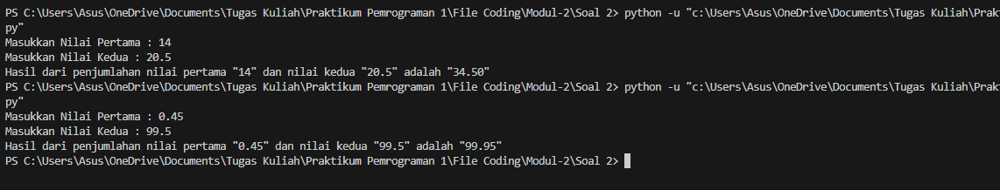 PS C:\Users\Asus\OneDrive\Documents\Tugas Kuliah\Praktikum Pemrograman 1\File Coding\Modul-2\Soal 2> python -u "c:\Users\Asus\OneDrive\Documents\Tugas Kuliah\Prakt
py"
Masukkan Nilai Pertama : 14
Masukkan Nilai Kedua : 20.5
Hasil dari penjumlahan nilai pertama "14" dan nilai kedua "20.5" adalah "34.50"
PS C:\Users\Asus\OneDrive\Documents\Tugas Kuliah\Praktikum Pemrograman 1\File Coding\Modul-2\Soal 2> python -u "c:\Users\Asus\OneDrive\Documents\Tugas Kuliah\Prakt
py"
Masukkan Nilai Pertama : 0.45
Masukkan Nilai Kedua : 99.5
Hasil dari penjumlahan nilai pertama "0.45" dan nilai kedua "99.5" adalah "99.95"
PS C:\Users\Asus\OneDrive\Documents\Tugas Kuliah\Praktikum Pemrograman 1\File Coding\Modul-2\Soal 2>